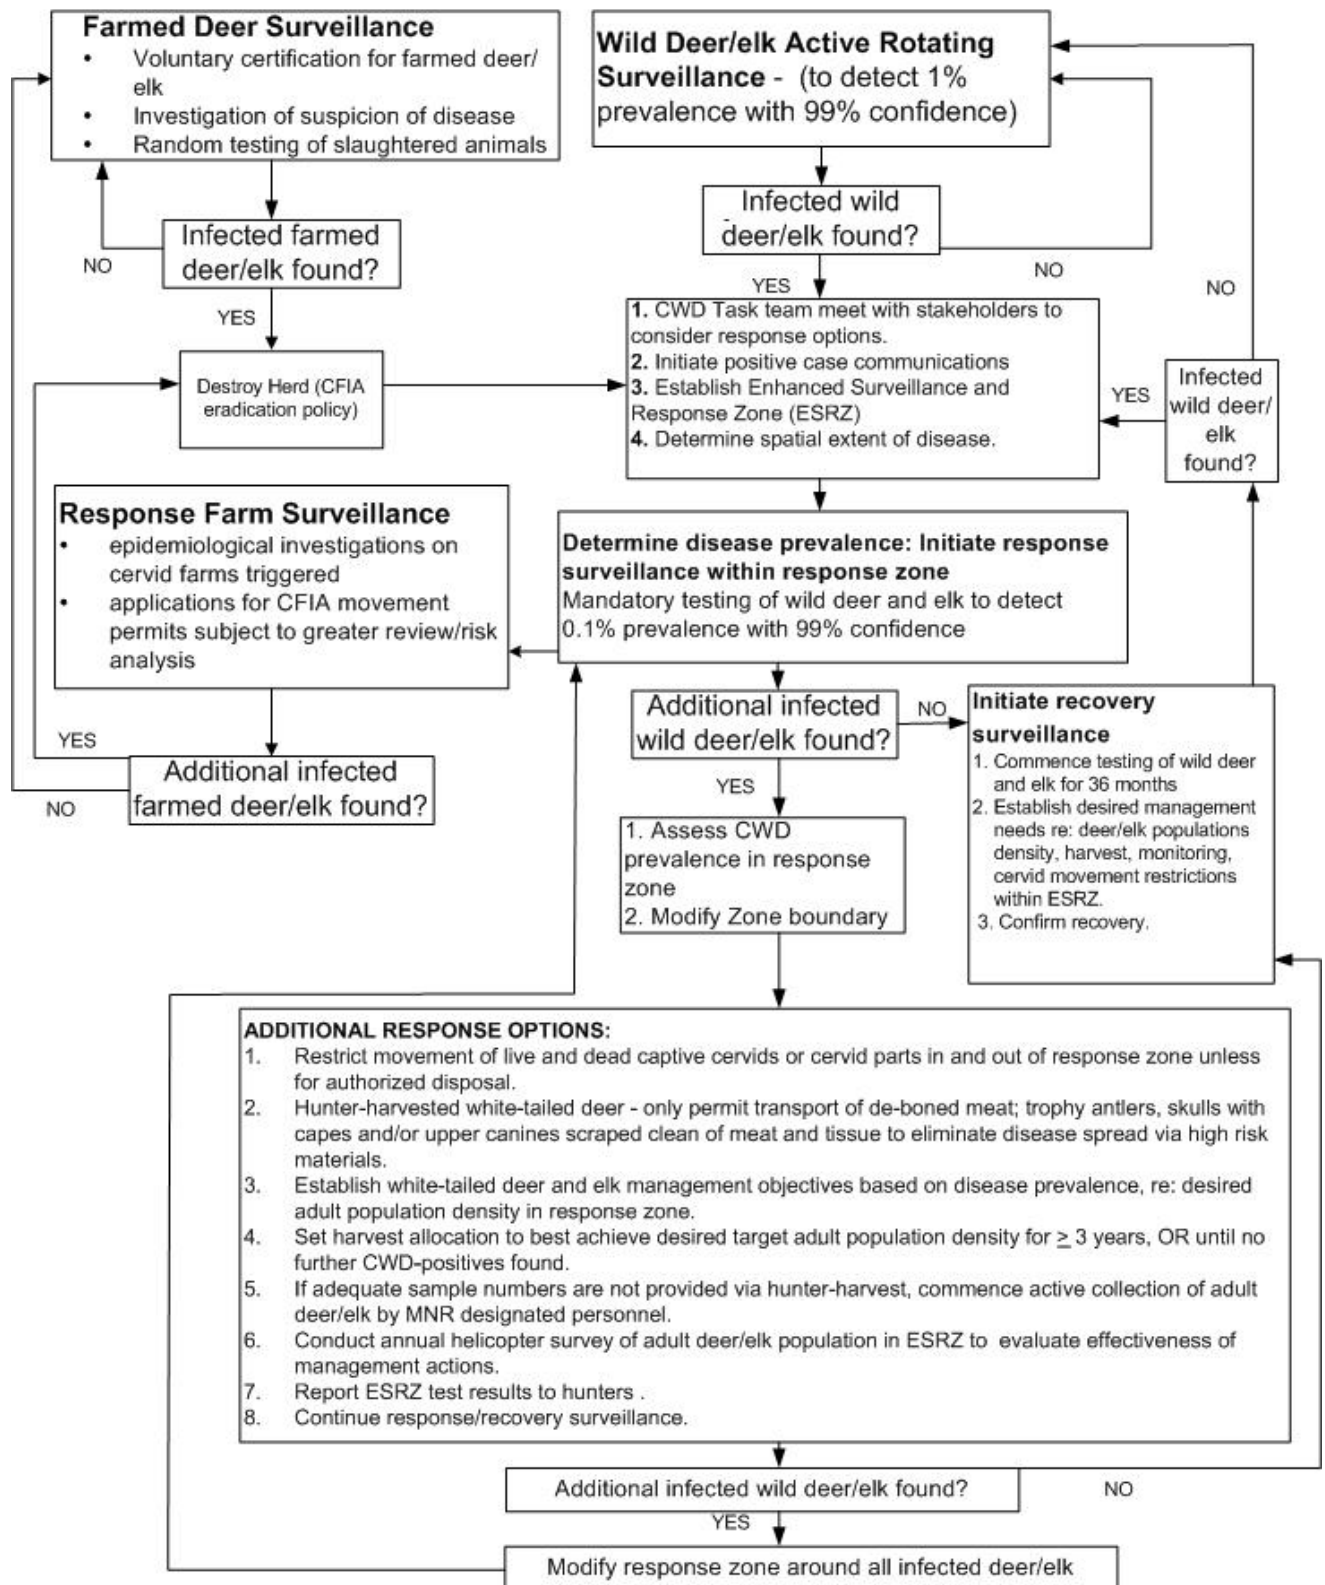 Farmed Deer Surveillance
• Voluntary certification for farmed deer/
elk
• Investigation of suspicion of disease
• Random testing of slaughtered animals
Wild Deer/elk Active Rotating
Surveillance - (to detect 1%
prevalence with 99% confidence)
Infected farmed
deer/elk found?
NO
YES
Infected wild
deer/elk found?
NO
YES
NO
Destroy Herd (CFIA
eradication policy)
1. CWD Task team meet with stakeholders to
consider response options.
2. Initiate positive case communications
3. Establish Enhanced Surveillance and
Response Zone (ESRZ)
4. Determine spatial extent of disease.
YES
Infected
wild deer/
elk
found?
Response Farm Surveillance
• epidemiological investigations on
cervid farms triggered
• applications for CFIA movement
permits subject to greater review/risk
analysis
Determine disease prevalence: Initiate response
surveillance within response zone
Mandatory testing of wild deer and elk to detect
0.1% prevalence with 99% confidence
YES
NO
Additional infected
farmed deer/elk found?
Additional infected
wild deer/elk found?
NO
YES
Initiate recovery
surveillance
1. Commence testing of wild deer
and elk for 36 months
2. Establish desired management
needs re: deer/elk populations
density, harvest, monitoring,
cervid movement restrictions
within ESRZ.
3. Confirm recovery.
1. Assess CWD
prevalence in response
zone
2. Modify Zone boundary
ADDITIONAL RESPONSE OPTIONS:
1. Restrict movement of live and dead captive cervids or cervid parts in and out of response zone unless
for authorized disposal.
2. Hunter-harvested white-tailed deer - only permit transport of de-boned meat; trophy antlers, skulls with
capes and/or upper canines scraped clean of meat and tissue to eliminate disease spread via high risk
materials.
3. Establish white-tailed deer and elk management objectives based on disease prevalence, re: desired
adult population density in response zone.
4. Set harvest allocation to best achieve desired target adult population density for ≥ 3 years, OR until no
further CWD-positives found.
5. If adequate sample numbers are not provided via hunter-harvest, commence active collection of adult
deer/elk by MNR designated personnel.
6. Conduct annual helicopter survey of adult deer/elk population in ESRZ to evaluate effectiveness of
management actions.
7. Report ESRZ test results to hunters .
8. Continue response/recovery surveillance.
Additional infected wild deer/elk found?
NO
YES
Modify response zone around all infected deer/elk